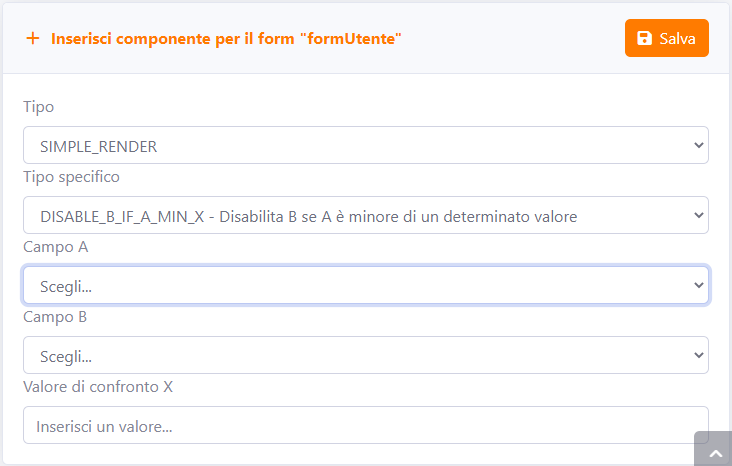 Inserisci componente per il form "formUtente"
Salva
Tipo
SIMPLE_RENDER
Tipo specifico
DISABLE_B_IF_A_MIN_X - Disabilita B se A è minore di un determinato valore
Campo A
Scegli...
Campo B
Scegli...
Valore di confronto X
Inserisci un valore...